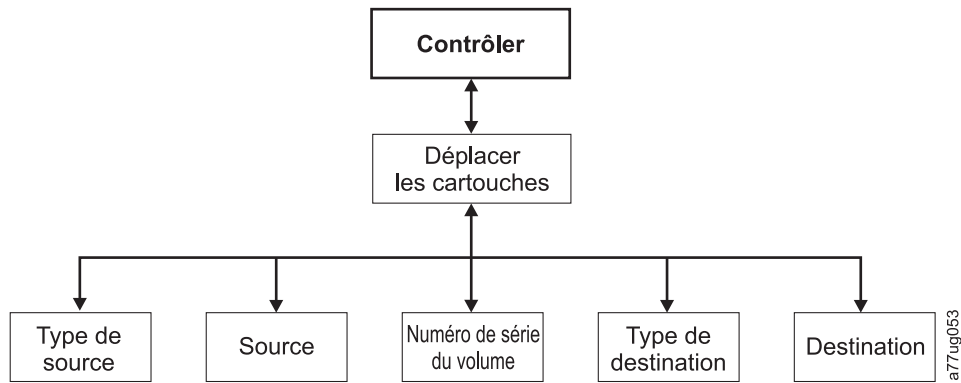 Contrôler
Déplacer
les cartouches
Type de
source
Source
Numéro de série
du volume
Type de
destination
Destination
a77ug053